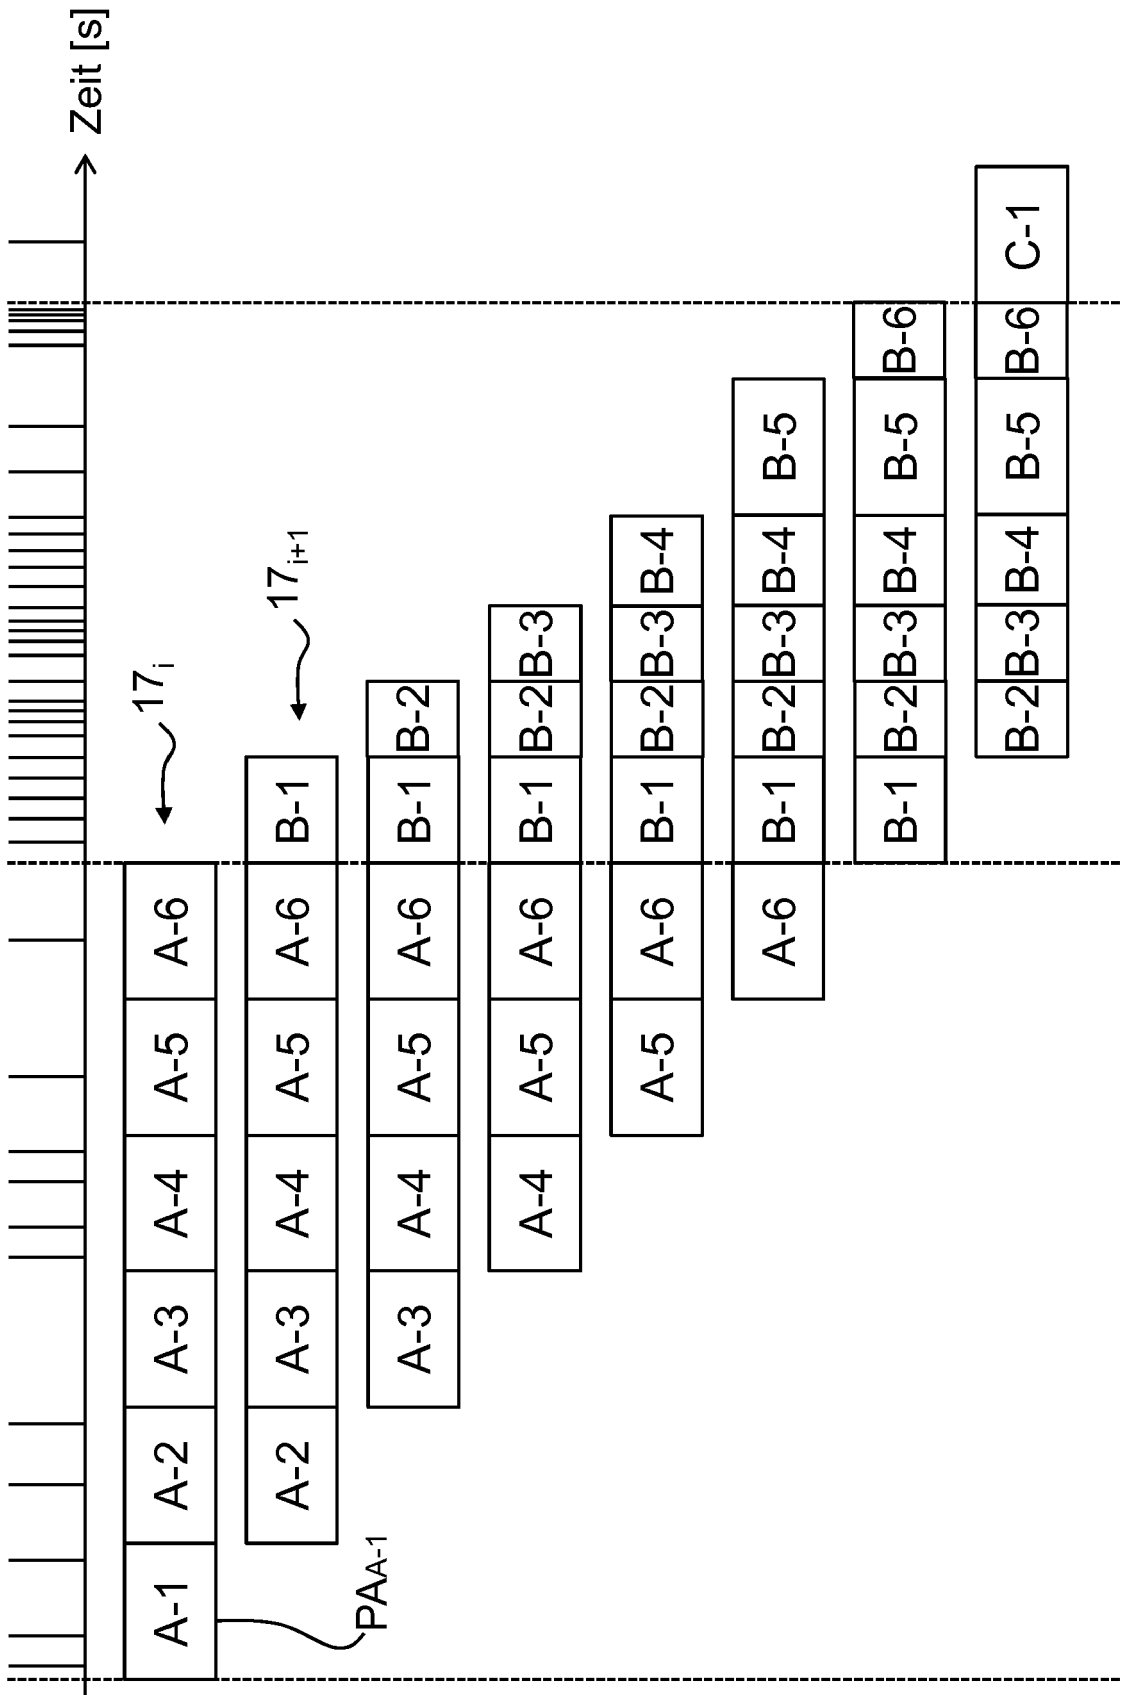 Zeit [s]
17i
A-1 A-2 A-3 A-4 A-5 A-6
PAA-1
17i+1
A-2 A-3 A-4 A-5 A-6 B-1
A-3 A-4 A-5 A-6 B-1 B-2
A-4 A-5 A-6 B-1 B-2 B-3
A-5 A-6 B-1 B-2 B-3 B-4
A-6 B-1 B-2 B-3 B-4 B-5
B-1 B-2 B-3 B-4 B-5 B-6
B-2 B-3 B-4 B-5 B-6 C-1